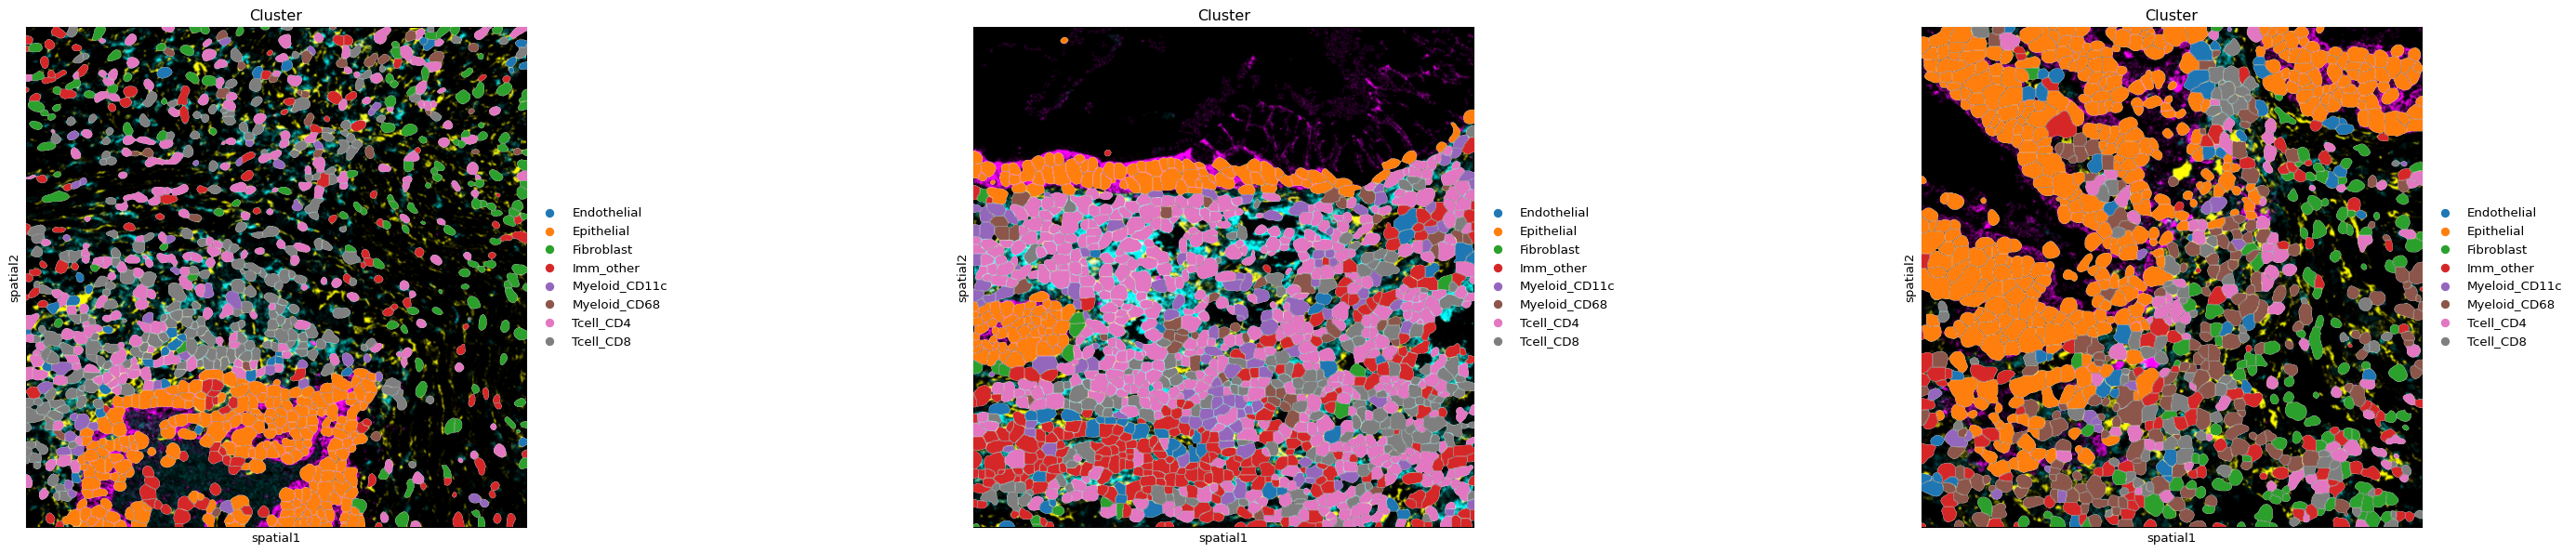 Cluster
spatial2
Endothelial
Epithelial
Fibroblast
Imm_other
Myeloid_CD11c
Myeloid_CD68
Tcell_CD4
Tcell_CD8
spatial1
Cluster
spatial2
Endothelial
Epithelial
Fibroblast
Imm_other
Myeloid_CD11c
Myeloid_CD68
Tcell_CD4
Tcell_CD8
spatial1
Cluster
spatial2
Endothelial
Epithelial
Fibroblast
Imm_other
Myeloid_CD11c
Myeloid_CD68
Tcell_CD4
Tcell_CD8
spatial1